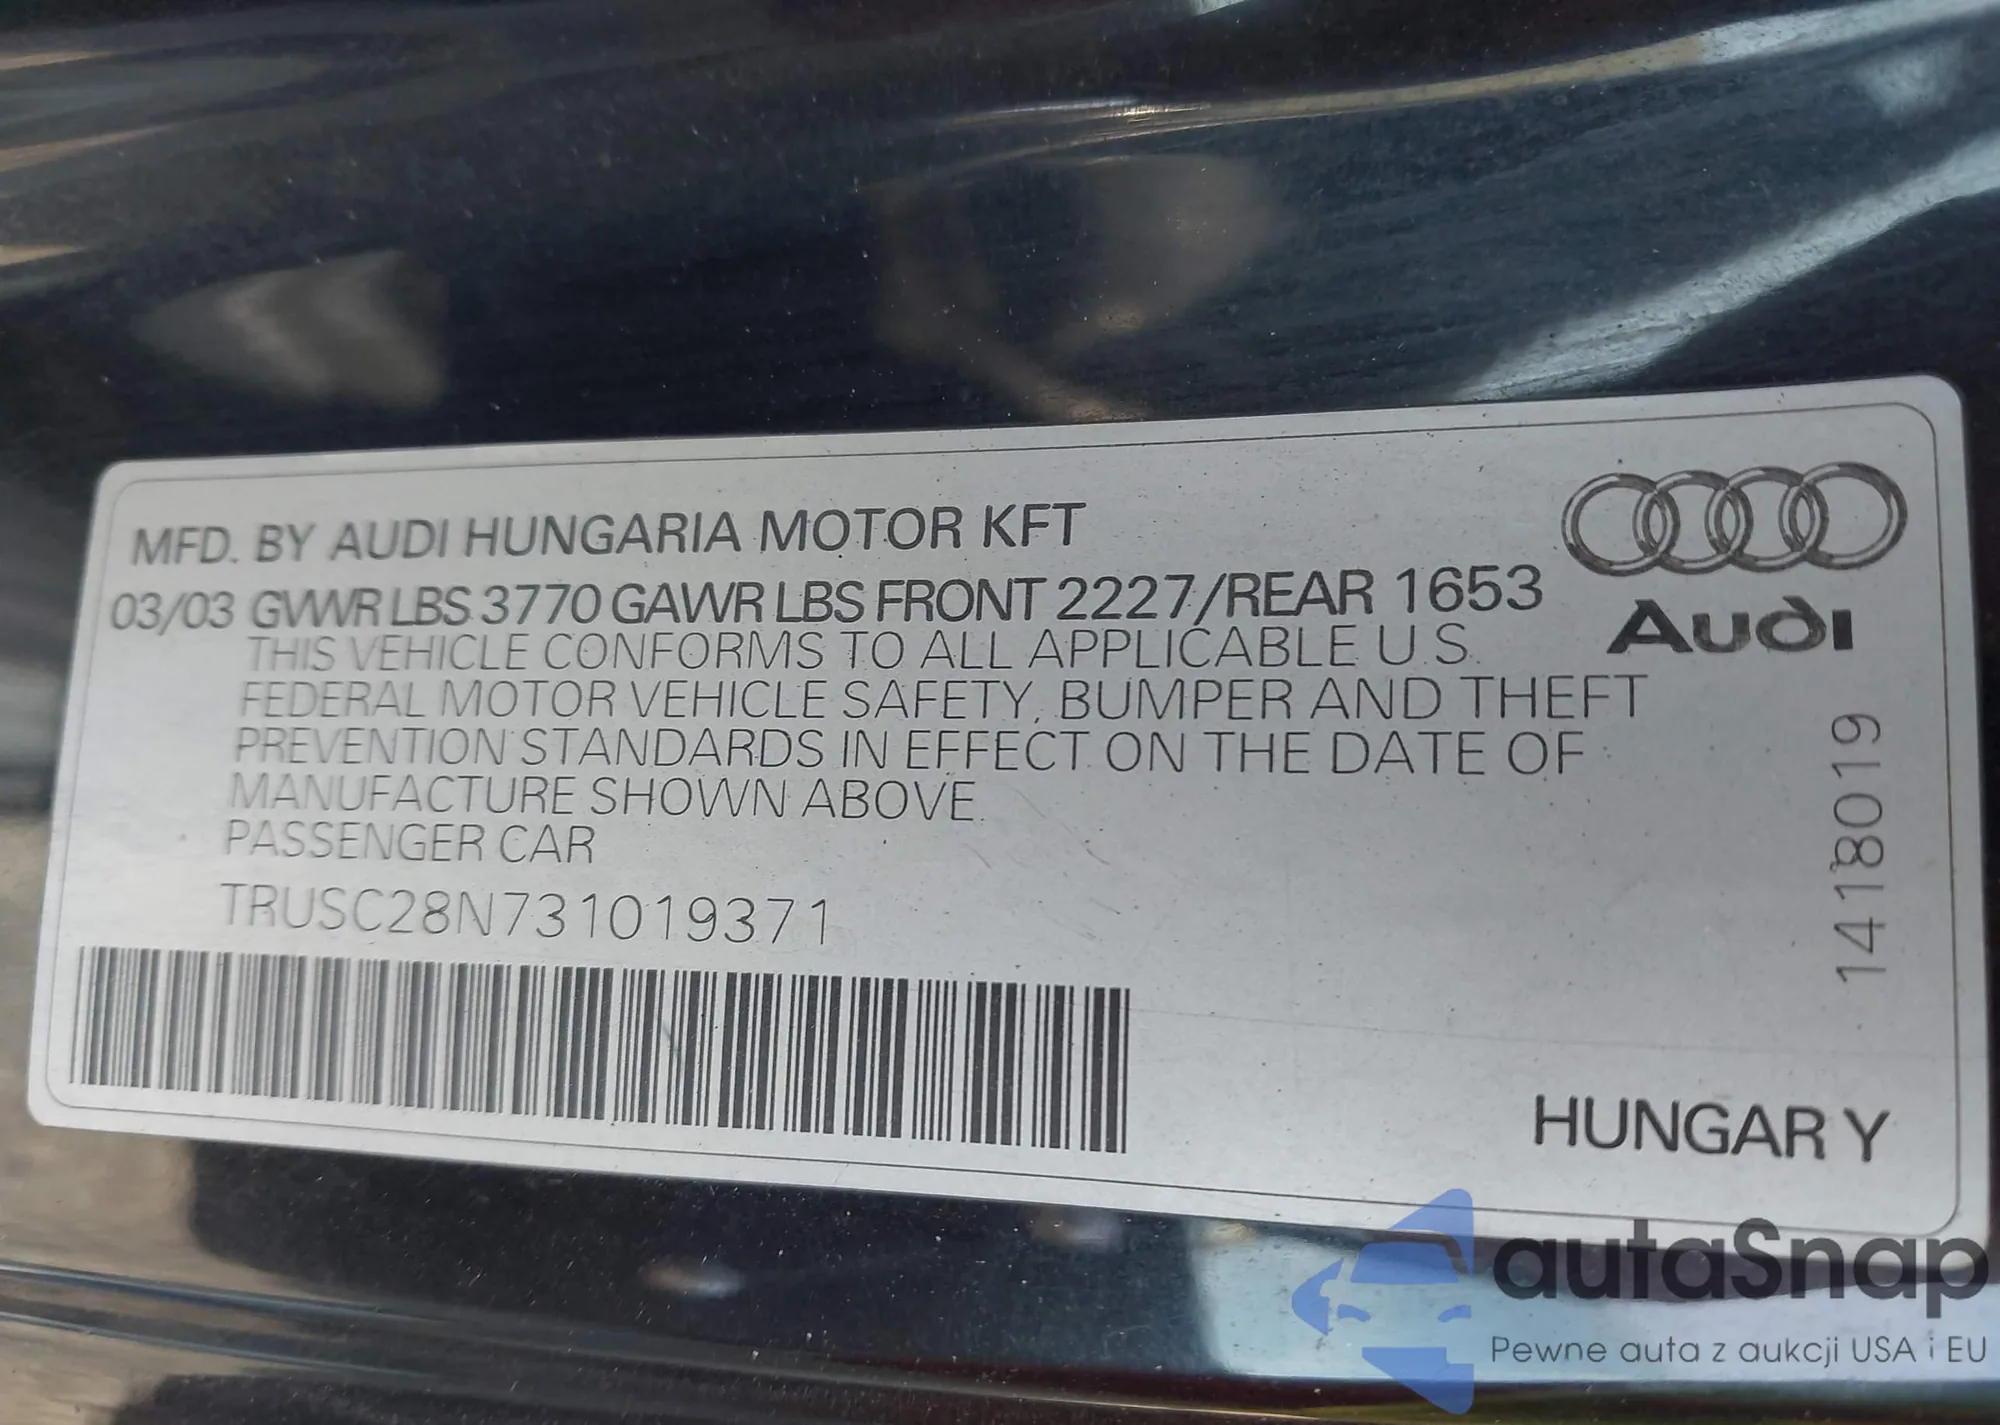 MFD. BY AUDI HUNGARIA MOTOR KFT
03/03 GVWR LBS 3770 GAWR LBS FRONT 2227/REAR 1653
THIS VEHICLE CONFORMS TO ALL APPLICABLE U.S.
FEDERAL MOTOR VEHICLE SAFETY, BUMPER AND THEFT
PREVENTION STANDARDS IN EFFECT ON THE DATE OF
MANUFACTURE SHOWN ABOVE.
PASSENGER CAR
TRUSC28N731019371
Audi
1418019
HUNGARY
autaSnap
Pewne auta z aukcji USA i EU